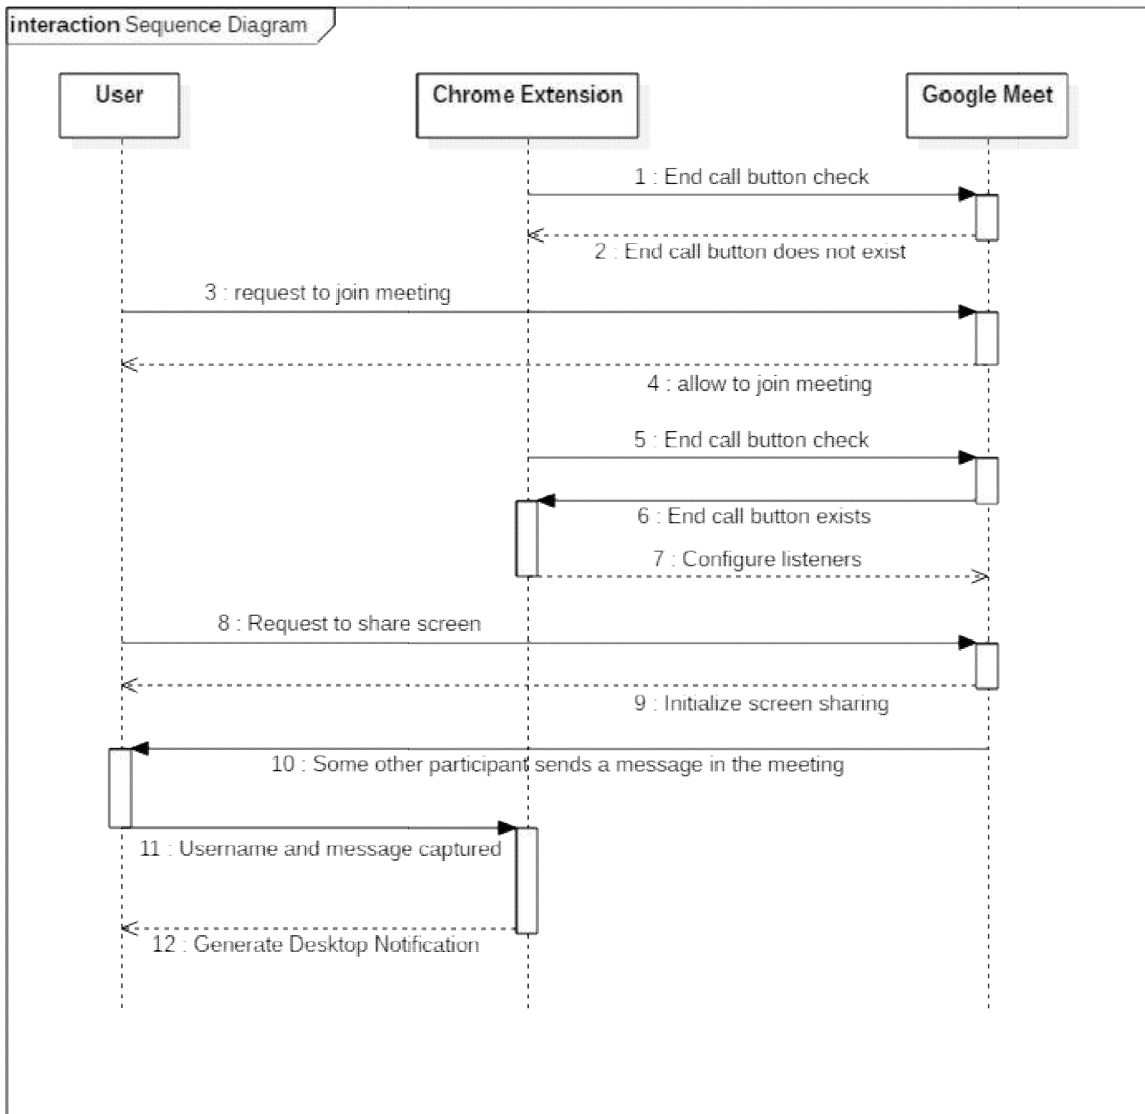 interaction Sequence Diagram
User
Chrome Extension
Google Meet
1 : End call button check
2 : End call button does not exist
3 : request to join meeting
4 : allow to join meeting
5 : End call button check
6 : End call button exists
7 : Configure listeners
8 : Request to share screen
9 : Initialize screen sharing
10 : Some other participant sends a message in the meeting
11 : Username and message captured
12 : Generate Desktop Notification